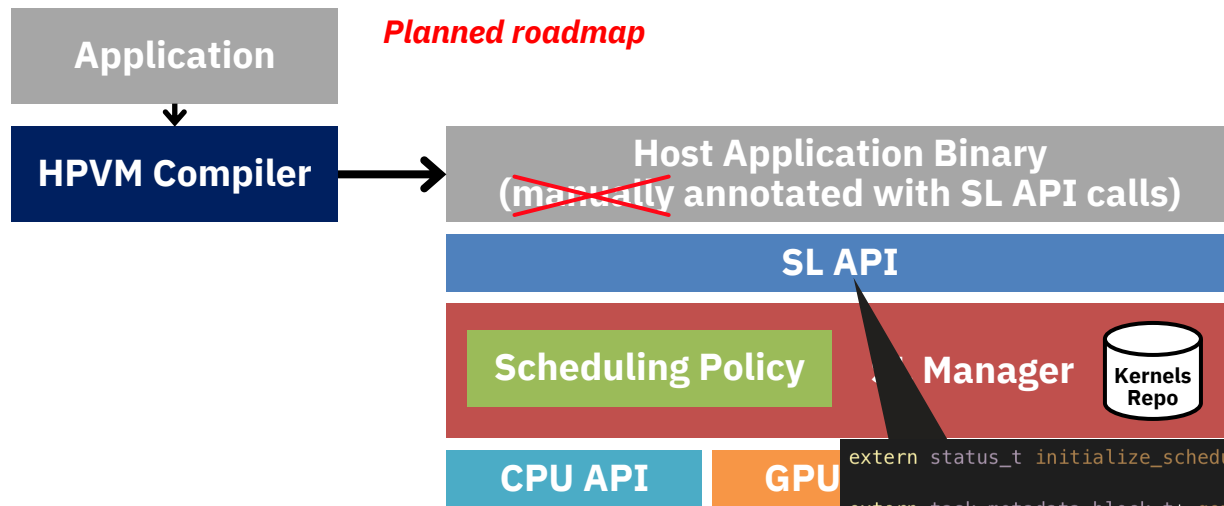 Planned roadmap
Application
HPVM Compiler
Host Application Binary
(manually annotated with SL API calls)
SL API
Scheduling Policy
Manager
Kernels
Repo
CPU API
GPU
extern status_t